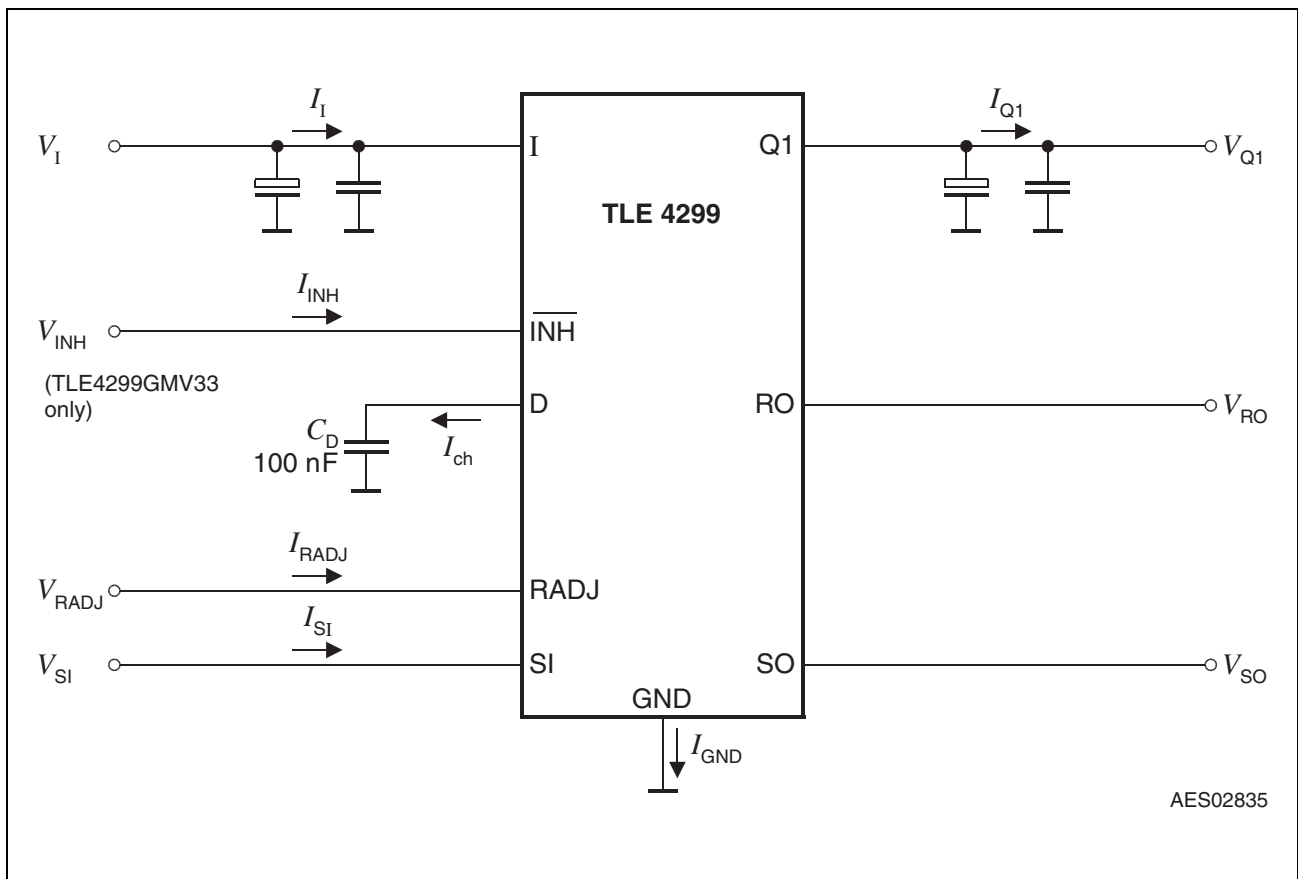 I_I
I_Q1
V_I
I
Q1
V_Q1
TLE 4299
I_INH
V_INH
INH
(TLE4299GMV33
only)
D
RO
V_RO
C_D
100 nF
I_ch
I_RADJ
V_RADJ
RADJ
I_SI
V_SI
SI
SO
V_SO
GND
I_GND
AES02835